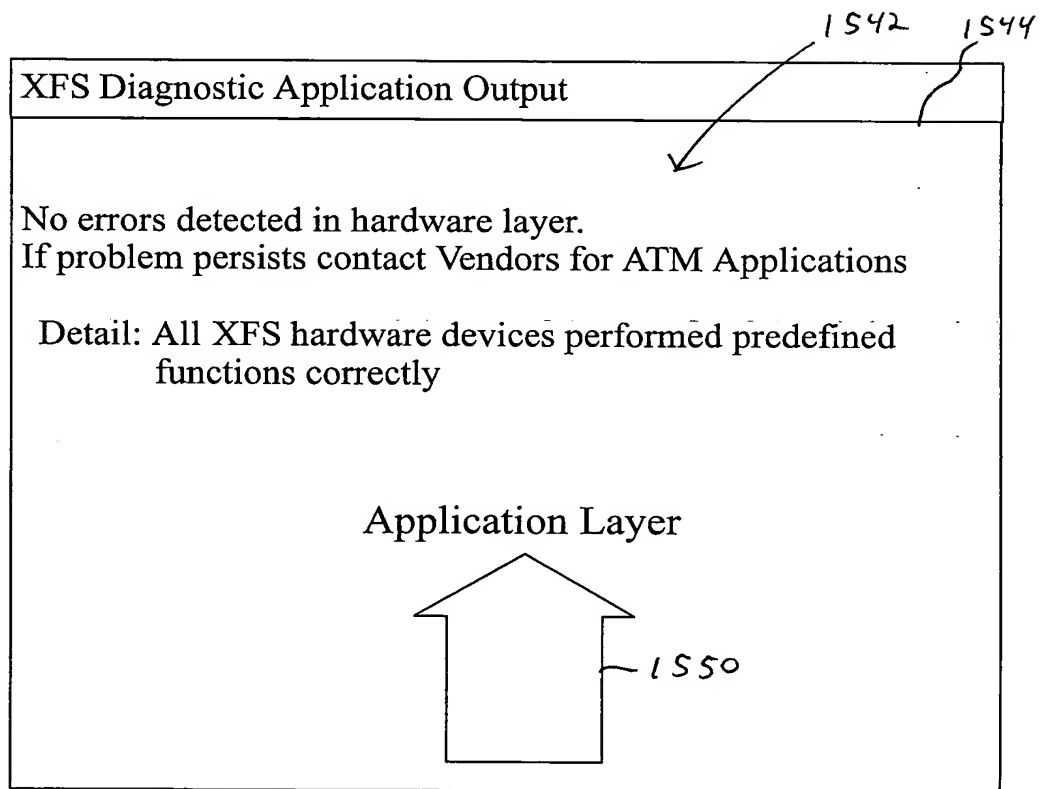 1542 1544
XFS Diagnostic Application Output
No errors detected in hardware layer.
If problem persists contact Vendors for ATM Applications
Detail: All XFS hardware devices performed predefined
functions correctly
Application Layer
1550